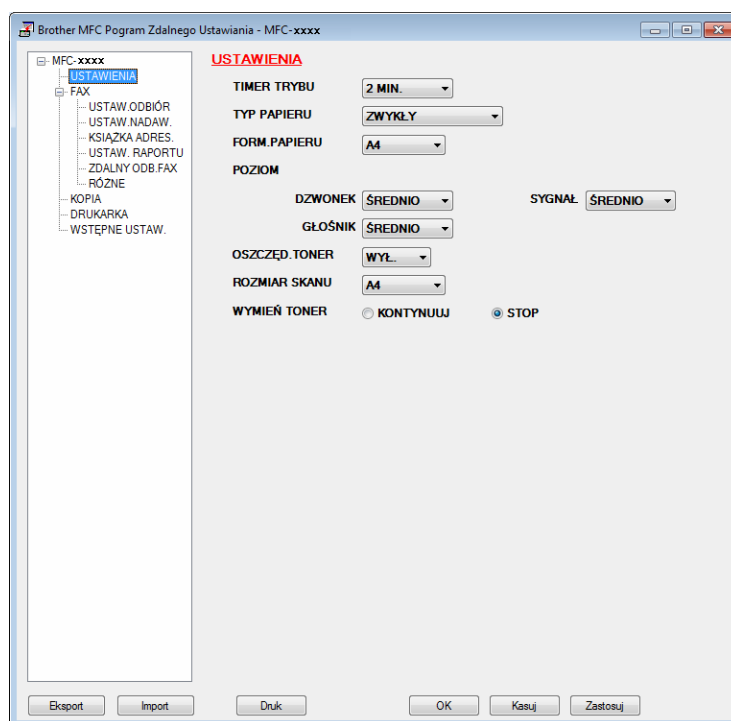 Brother MFC Pogram Zdalnego Ustawiania - MFC-xxxx
MFC-xxxx
USTAWIENIA
FAX
USTAW.ODBIÓR
USTAW.NADAW.
KSIĄŻKA ADRES.
USTAW. RAPORTU
ZDALNY ODB.FAX
RÓŻNE
KOPIA
DRUKARKA
WSTĘPNE USTAW.
USTAWIENIA
TIMER TRYBU 2 MIN.
TYP PAPIERU ZWYKŁY
FORM.PAPIERU A4
POZIOM
DZWONEK ŚREDNIO SYGNAŁ ŚREDNIO
GŁOŚNIK ŚREDNIO
OSZCZĘD.TONER WYŁ.
ROZMIAR SKANU A4
WYMIEŃ TONER KONTYNUUJ STOP
Eksport Import Druk OK Kasuj Zastosuj